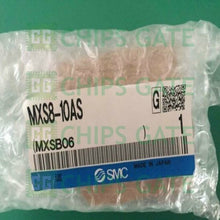 CHIPS GATE
MXS8-10AS
G
(MXSB06
1
SMC
MADE IN JAPAN